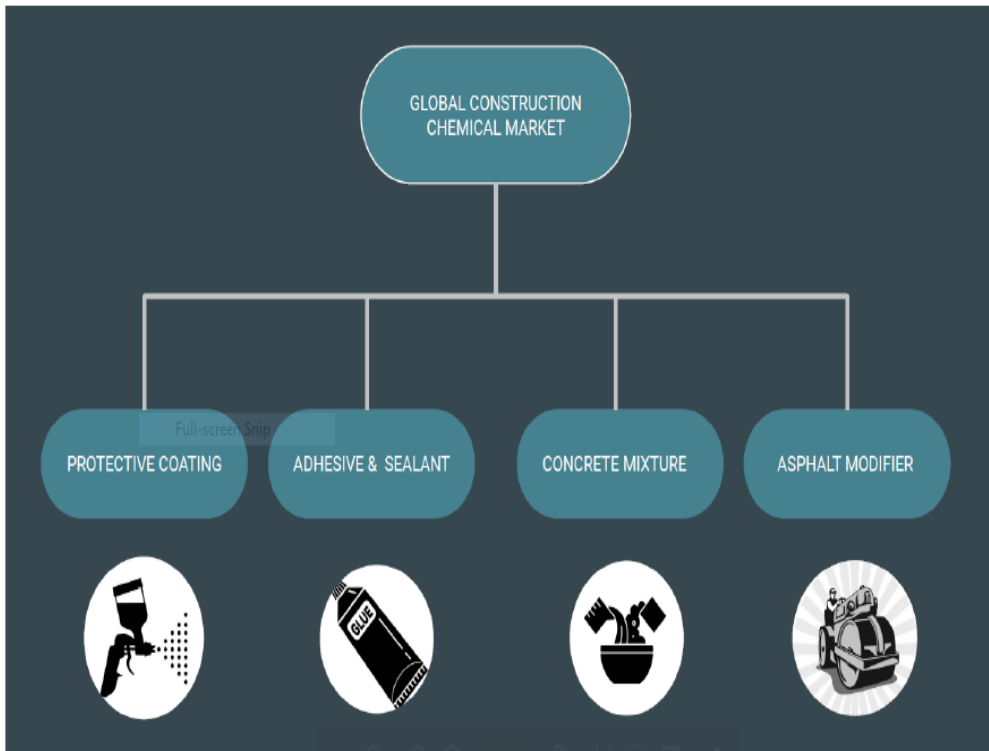 GLOBAL CONSTRUCTION
CHEMICAL MARKET
Full-screen Snip
PROTECTIVE COATING
ADHESIVE & SEALANT
CONCRETE MIXTURE
ASPHALT MODIFIER
GLUE